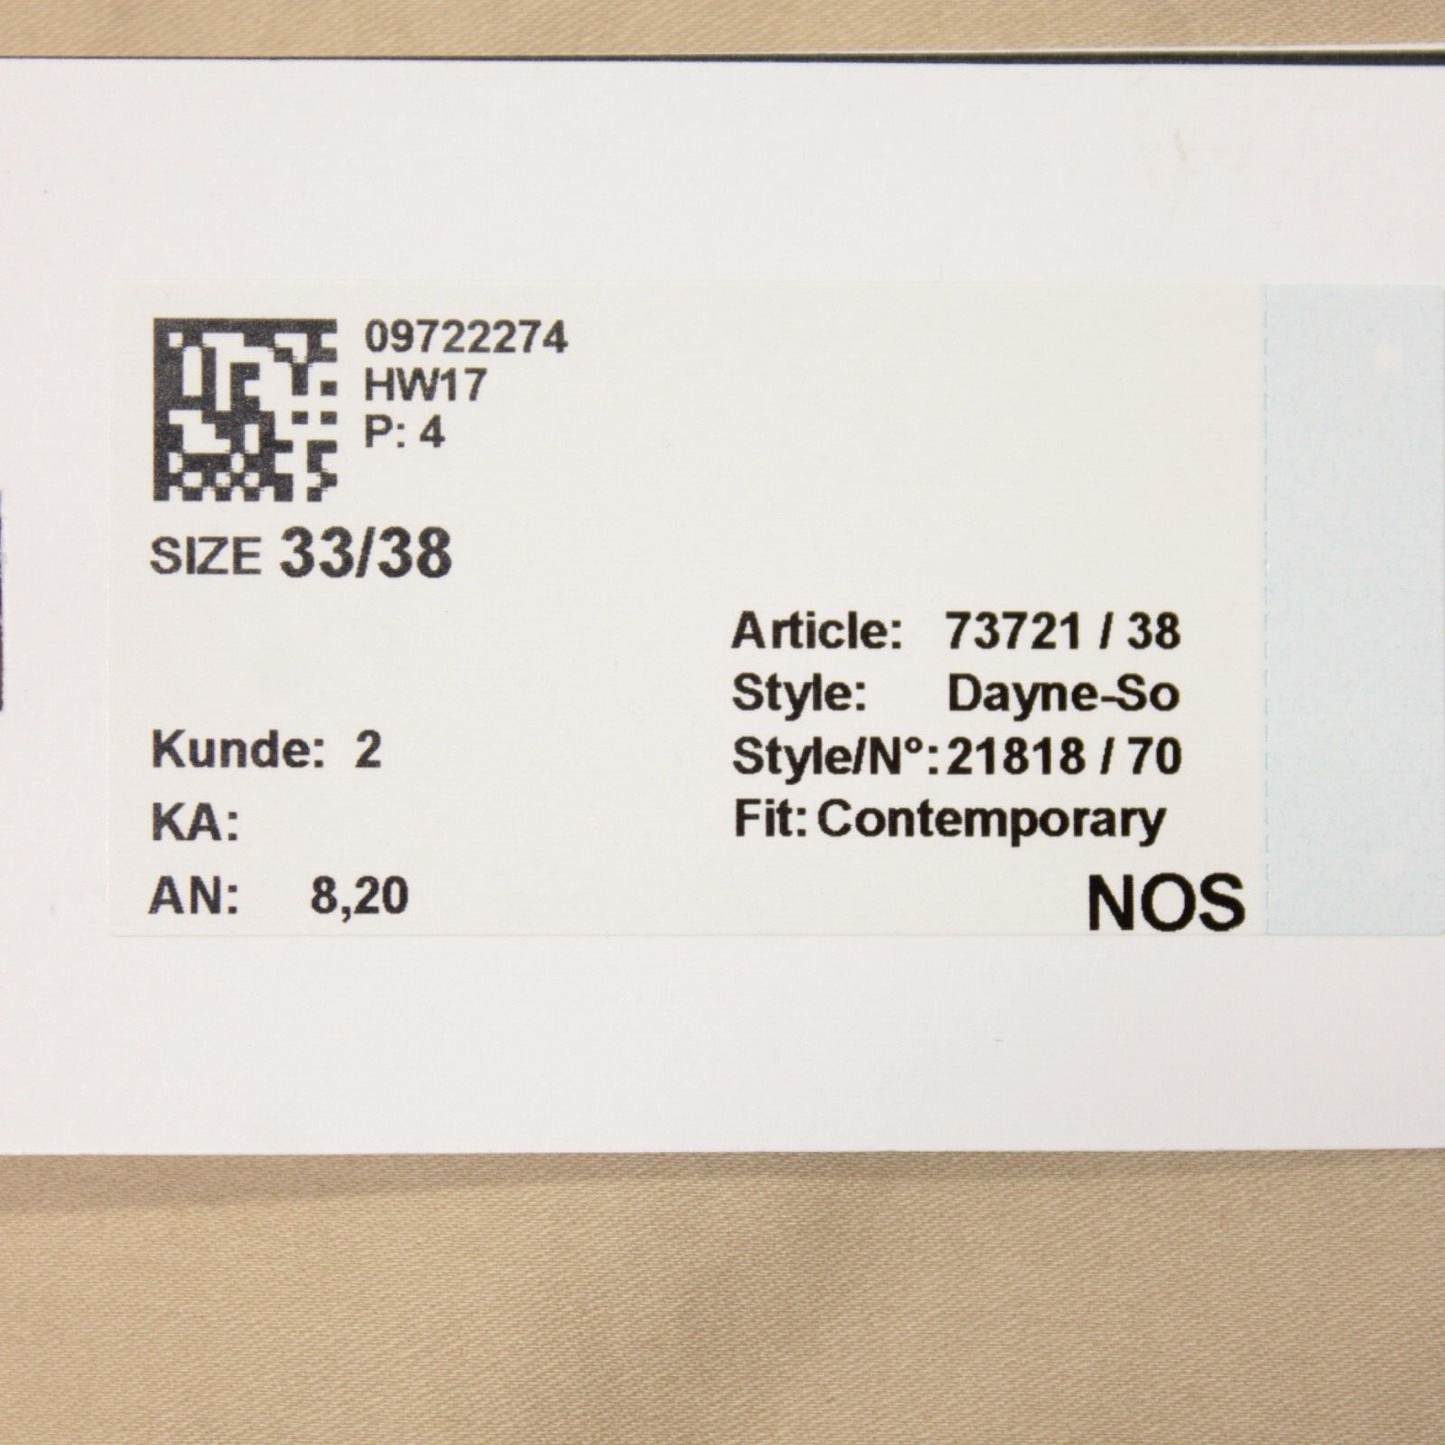 09722274
HW17
P: 4
SIZE 33/38
Kunde: 2
KA:
AN: 8,20
Article: 73721 / 38
Style: Dayne-So
Style/N°: 21818 / 70
Fit: Contemporary
NOS